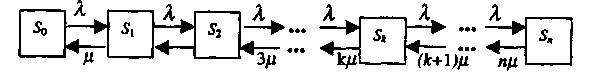 λ λ λ λ λ λ
S₀ S₁ S₂ ... Sₖ ... Sₙ
μ 3μ ... kμ (k+1)μ ... nμ